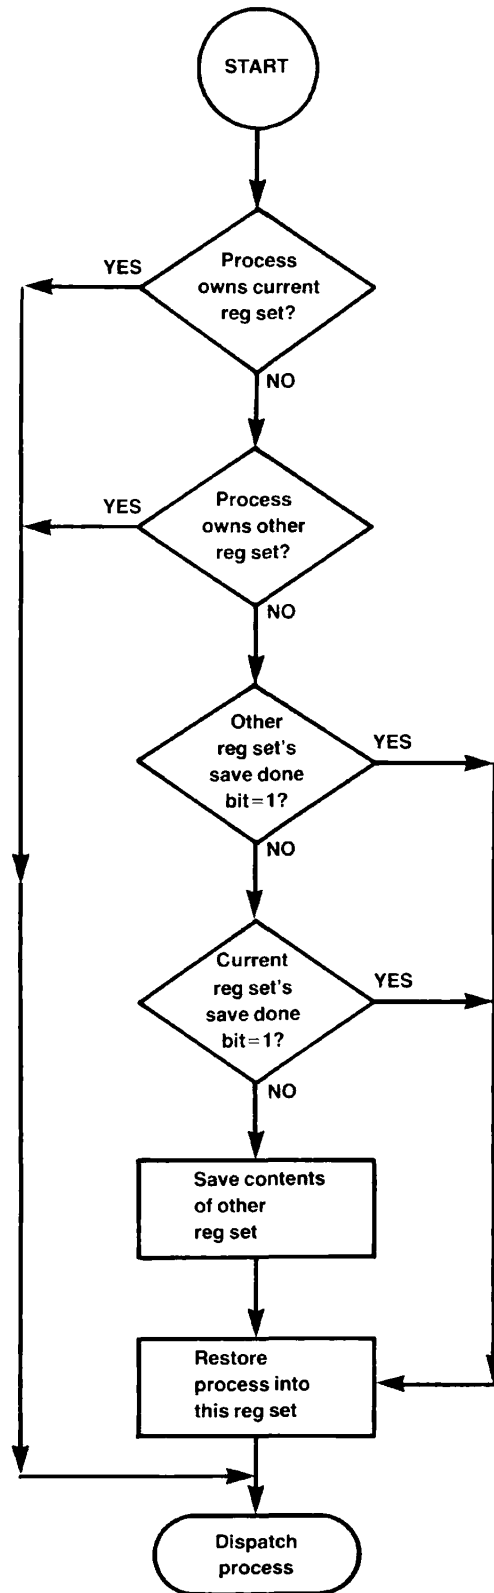 START
YES
Process
owns current
reg set?
NO
YES
Process
owns other
reg set?
NO
Other
reg set's
save done
bit=1?
YES
NO
Current
reg set's
save done
bit=1?
YES
NO
Save contents
of other
reg set
Restore
process into
this reg set
Dispatch
process